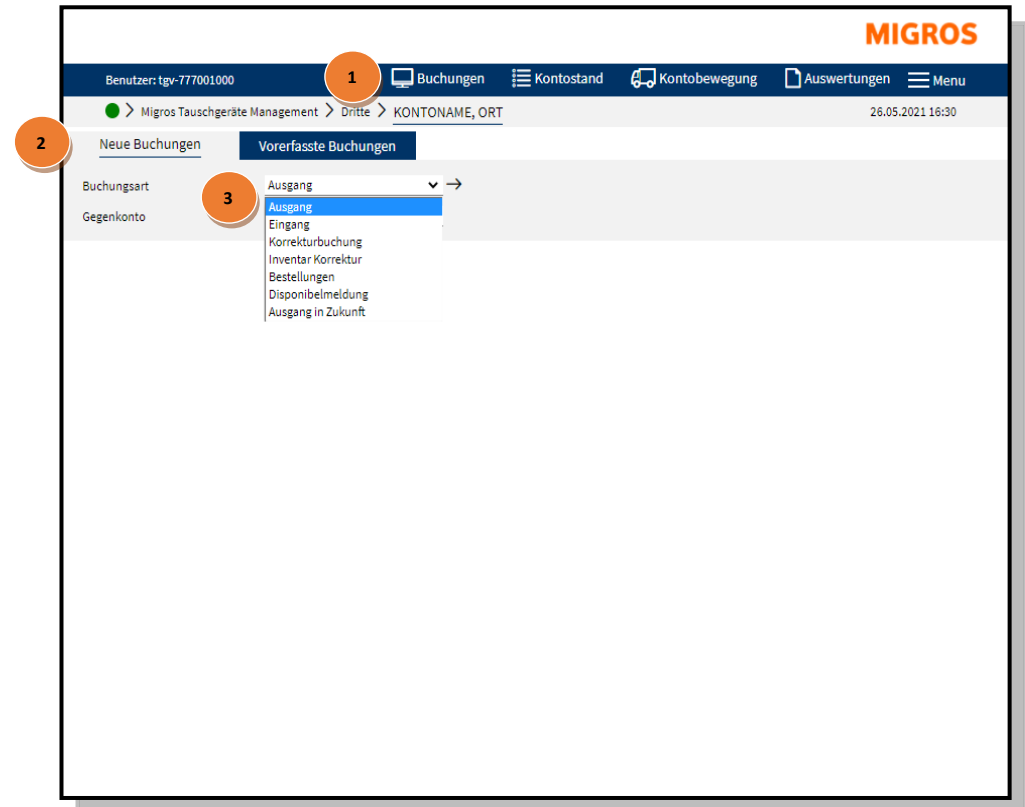 MIGROS
Benutzer: tgv-777001000 1 Buchungen Kontostand Kontobewegung Auswertungen Menu
Migros Tauschgeräte Management Dritte KONTONAME, ORT 26.05.2021 16:30
2 Neue Buchungen Vorerfasste Buchungen
Buchungsart 3 Ausgang
Gegenkonto
Ausgang
Eingang
Korrekturbuchung
Inventar Korrektur
Bestellungen
Disponibelmeldung
Ausgang in Zukunft